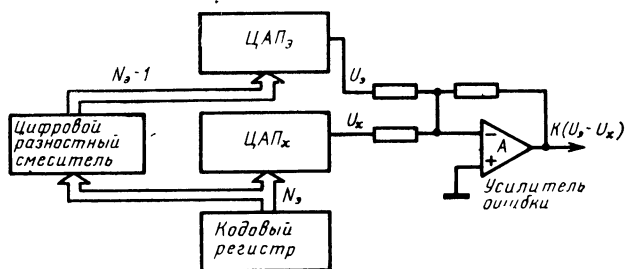 ЦАПэ
Nэ-1
Uэ
Цифровой
разностный
смеситель
ЦАПх
Uх
K(Uэ-Uх)
-
A
+
Nэ
Усилитель
ошибки
Кодовый
регистр